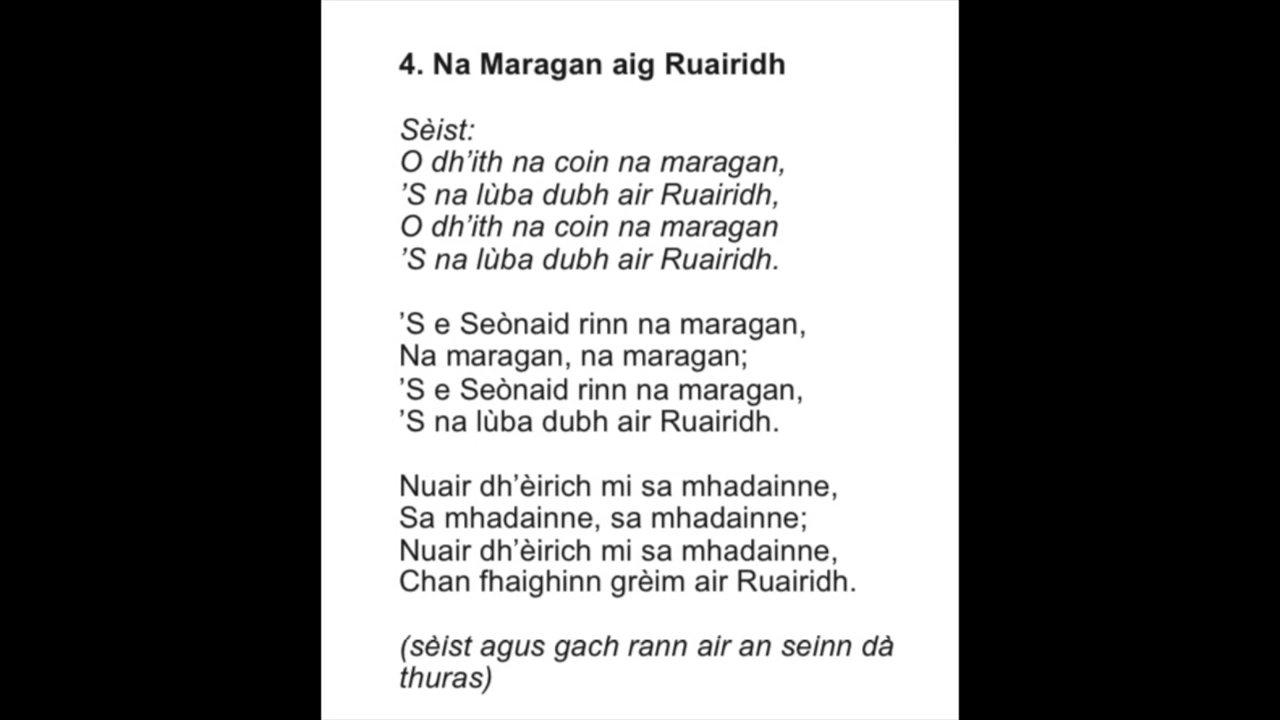 4. Na Maragan aig Ruairidh
Sèist:
O dh’ith na coin na maragan,
’S na lùba dubh air Ruairidh,
O dh’ith na coin na maragan
’S na lùba dubh air Ruairidh.
’S e Seònaid rinn na maragan,
Na maragan, na maragan;
’S e Seònaid rinn na maragan,
’S na lùba dubh air Ruairidh.
Nuair dh’èirich mi sa mhadainne,
Sa mhadainne, sa mhadainne;
Nuair dh’èirich mi sa mhadainne,
Chan fhaighinn grèim air Ruairidh.
(sèist agus gach rann air an seinn dà
thuras)